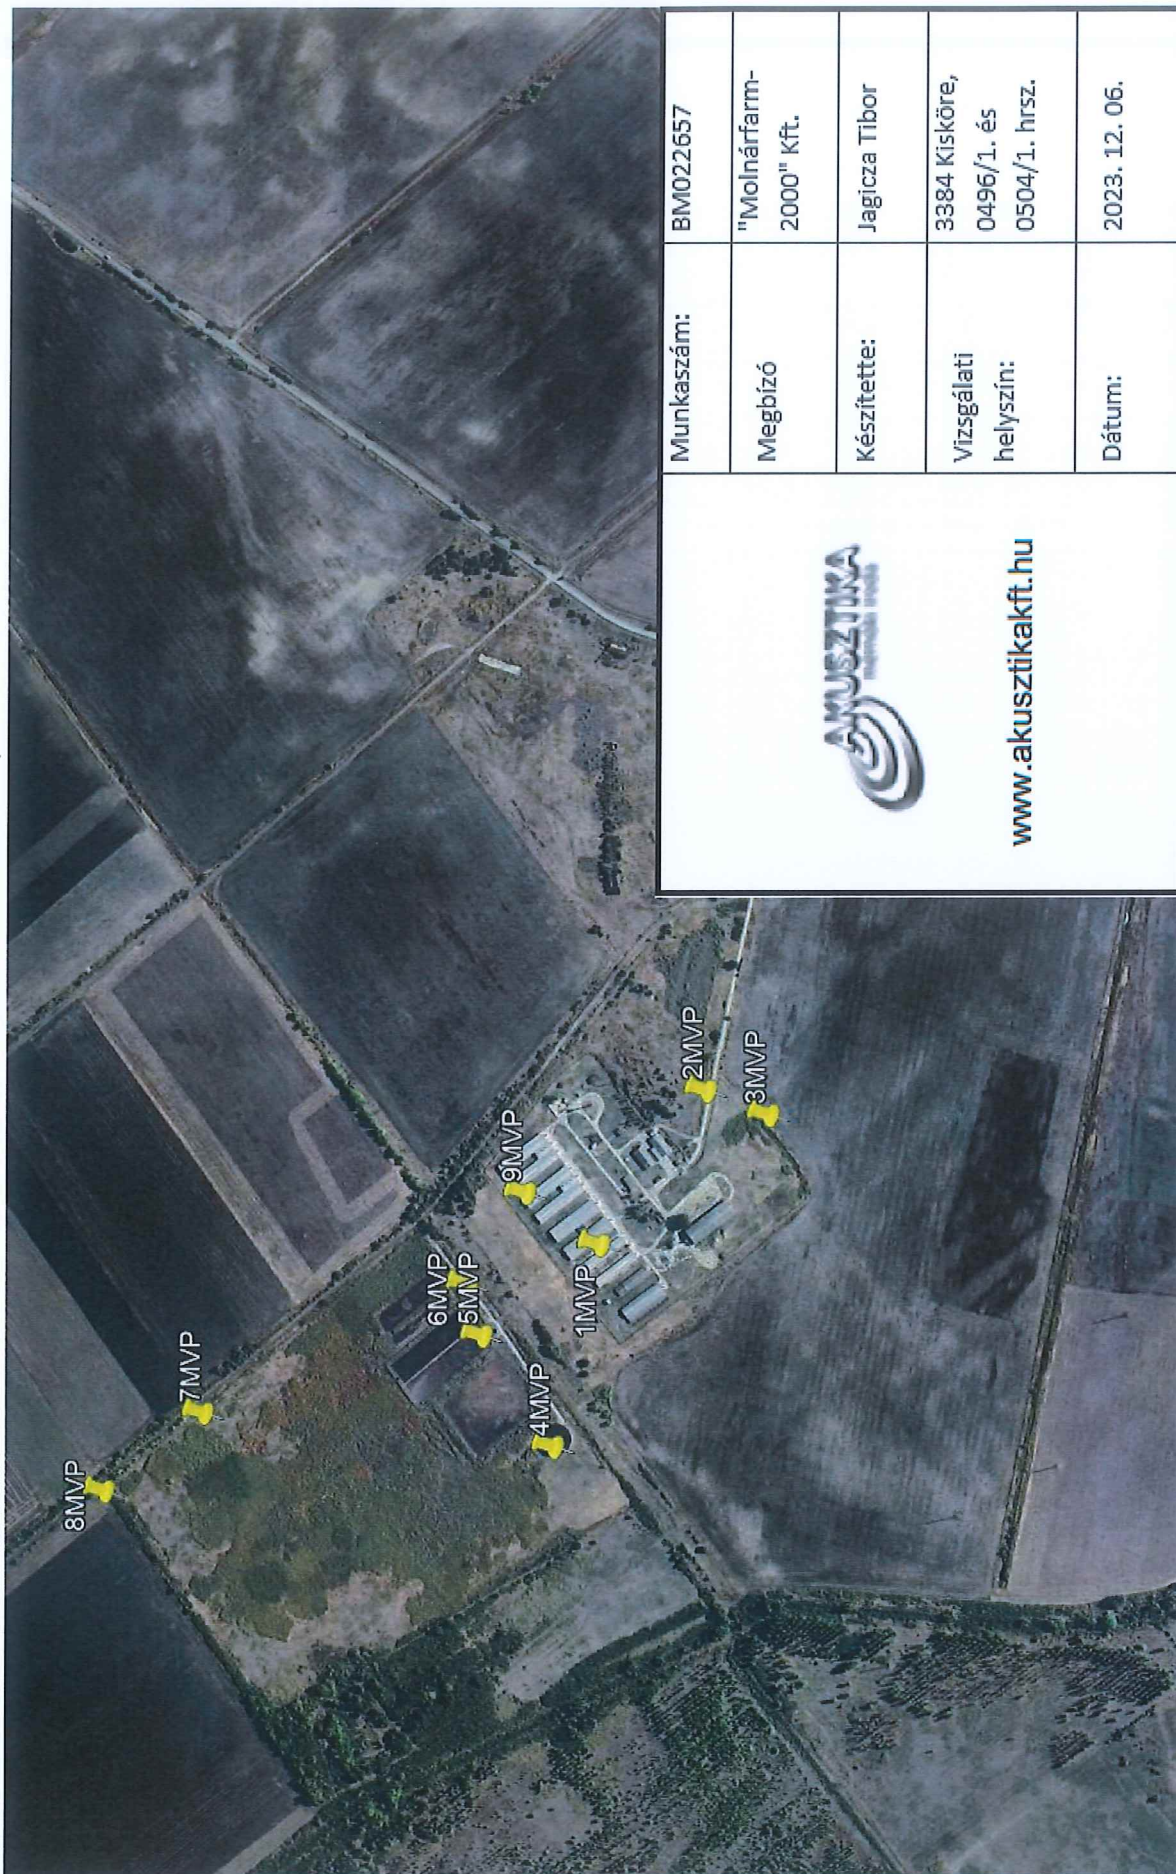 8MVP
7MVP
6MVP
5MVP
4MVP
9MVP
1MVP
2MVP
3MVP
AKUSZTIKA
www.akusztikakft.hu
Munkaszám: BM022657
Megbízó "Molnárfarm-
2000" Kft.
Készítette: Jagicza Tibor
Vizsgálati
helyszín:
3384 Kisköre,
0496/1. és
0504/1. hrsz.
Dátum: 2023. 12. 06.